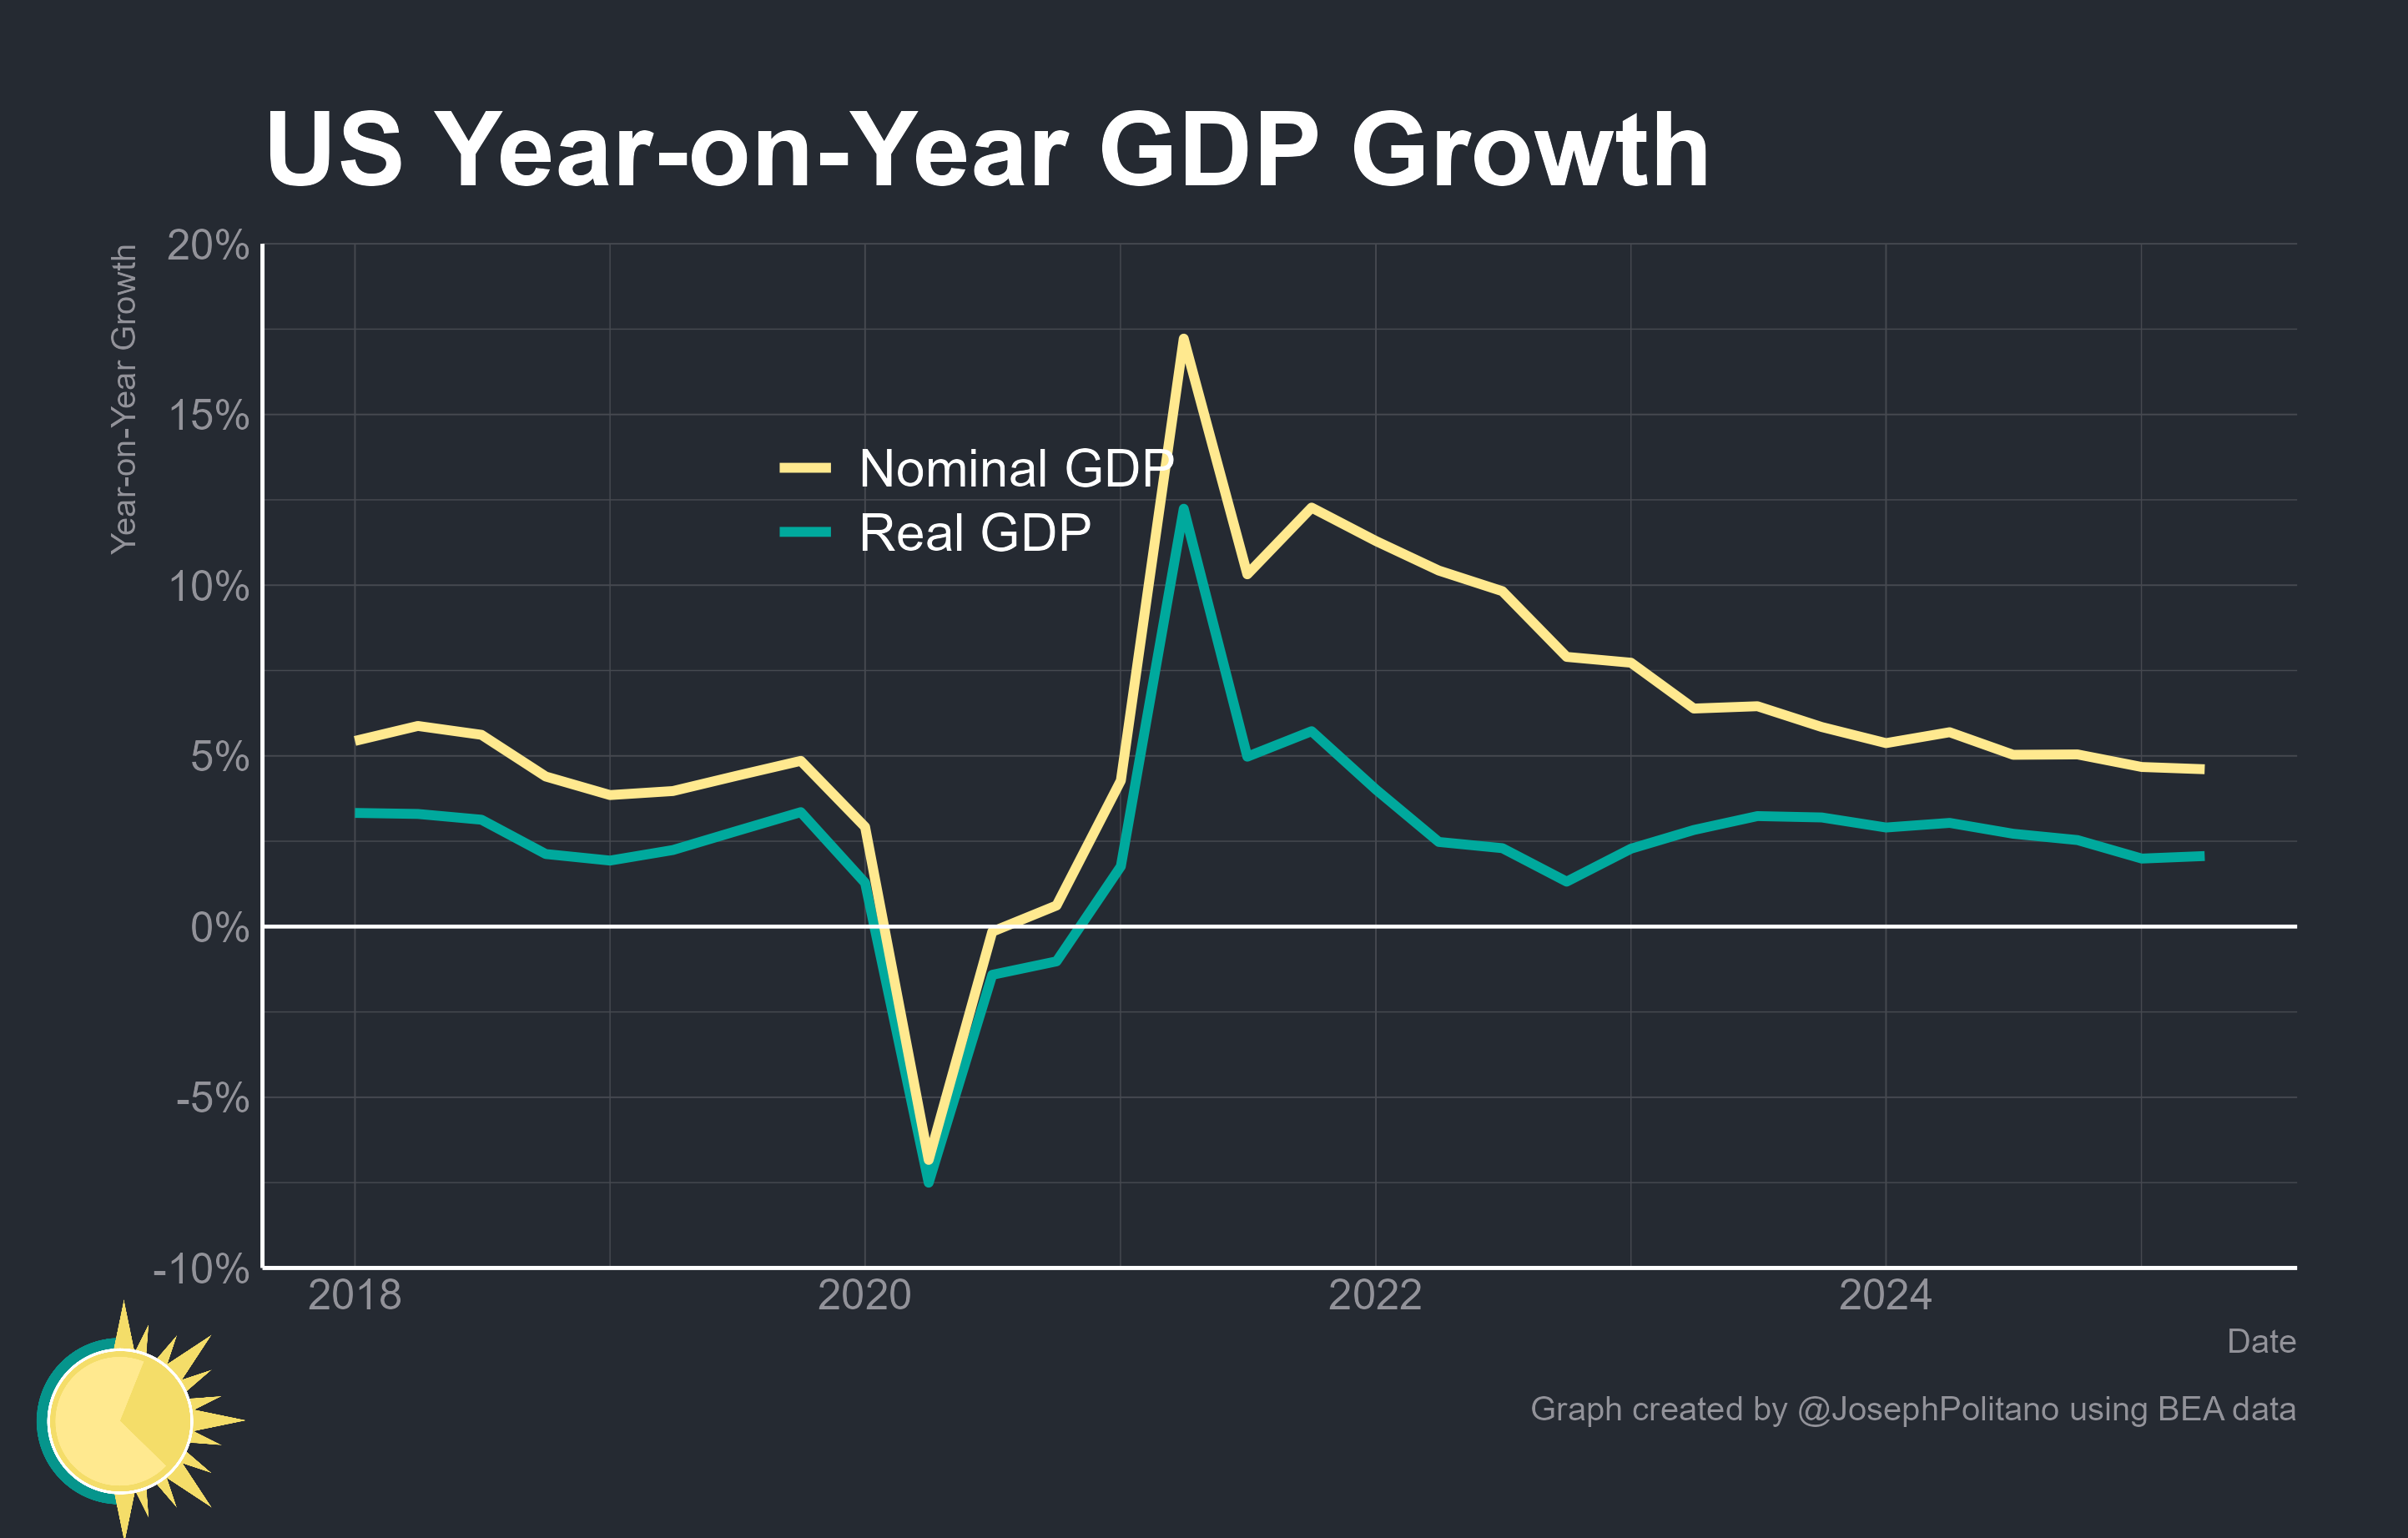 US Year-on-Year GDP Growth
Year-on-Year Growth
20%
15%
10%
5%
0%
-5%
-10%
Nominal GDP
Real GDP
2018
2020
2022
2024
Date
Graph created by @JosephPolitano using BEA data